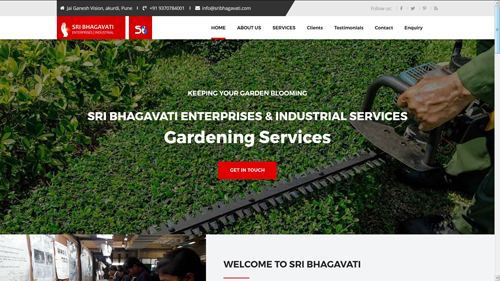 Jai Ganesh Vision, akurdi, Pune | +91 9370784001 | info@sribhagavati.com
Follow us:
SRI BHAGAVATI
ENTERPRISES | INDUSTRIAL
HOME ABOUT US SERVICES Clients Testimonials Contact Enquiry
KEEPING YOUR GARDEN BLOOMING
SRI BHAGAVATI ENTERPRISES & INDUSTRIAL SERVICES
Gardening Services
GET IN TOUCH
WELCOME TO SRI BHAGAVATI